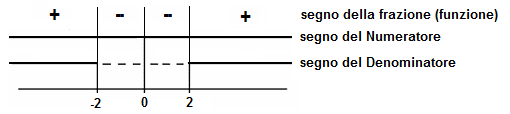 + - - + segno della frazione (funzione)
segno del Numeratore
segno del Denominatore
-2 0 2